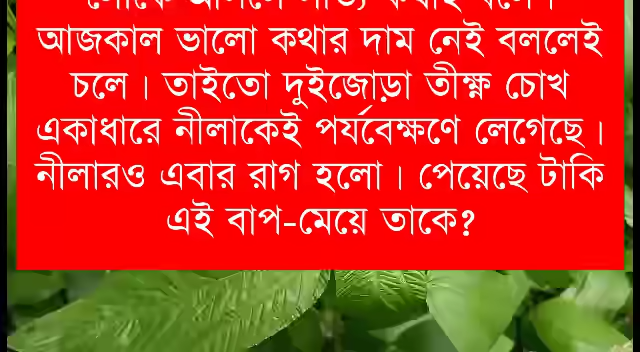 আজকাল ভালো কথার দাম নেই বললেই
চলে। তাইতো দুইজোড়া তীক্ষ্ণ চোখ
একাধারে নীলাকেই পর্যবেক্ষণে লেগেছে।
নীলারও এবার রাগ হলো। পেয়েছে টাকি
এই বাপ-মেয়ে তাকে?